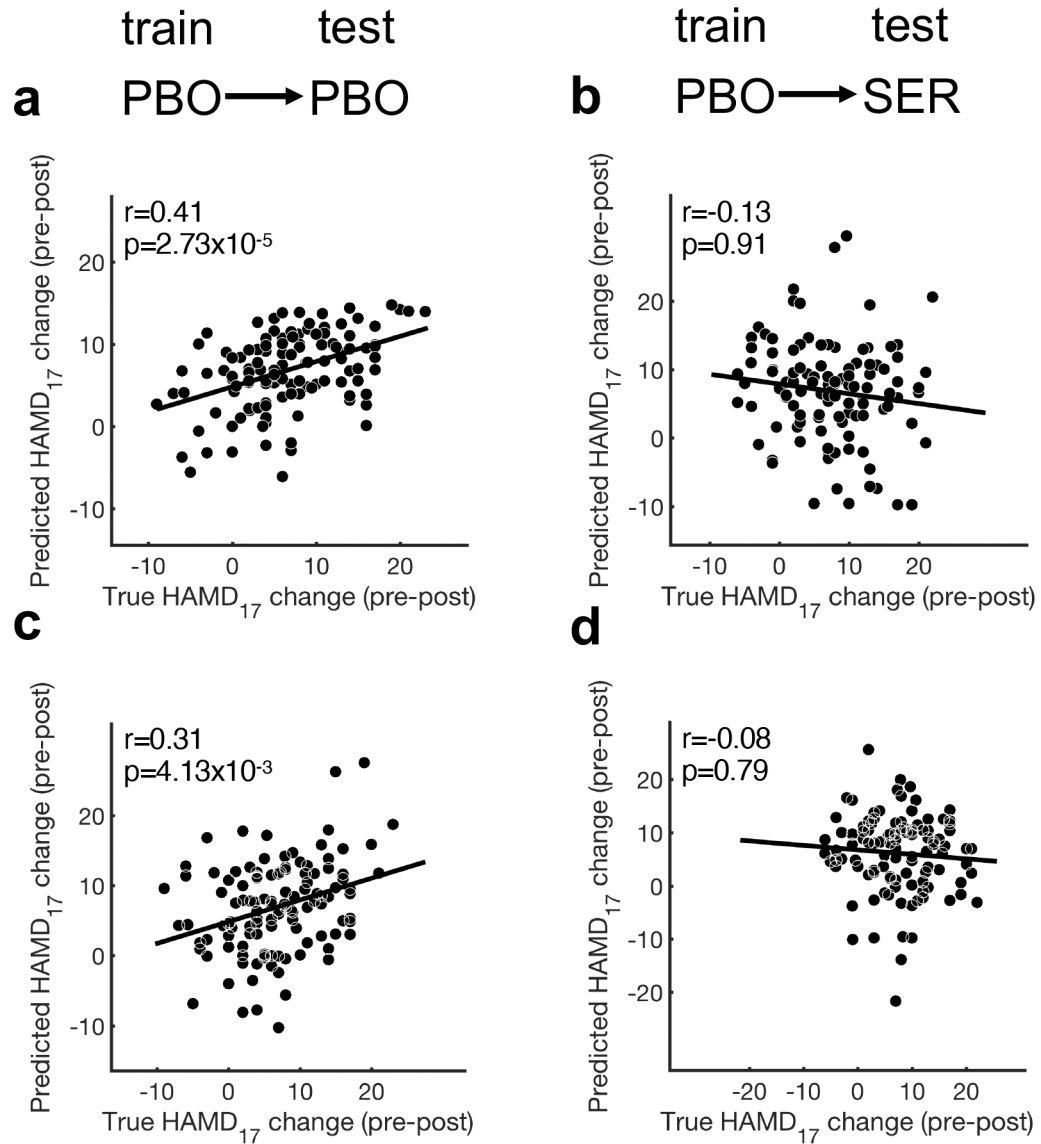 train test
PBO PBO
a
r=0.41
p=2.73x10-5
Predicted HAMD17 change (pre-post)
20
10
0
-10
-10 0 10 20
True HAMD17 change (pre-post)
train test
PBO SER
b
r=-0.13
p=0.91
Predicted HAMD17 change (pre-post)
20
10
0
-10
-10 0 10 20
True HAMD17 change (pre-post)
c
r=0.31
p=4.13x10-3
Predicted HAMD17 change (pre-post)
20
10
0
-10
-10 0 10 20
True HAMD17 change (pre-post)
d
r=-0.08
p=0.79
Predicted HAMD17 change (pre-post)
20
10
0
-10
-20
-20 -10 0 10 20
True HAMD17 change (pre-post)